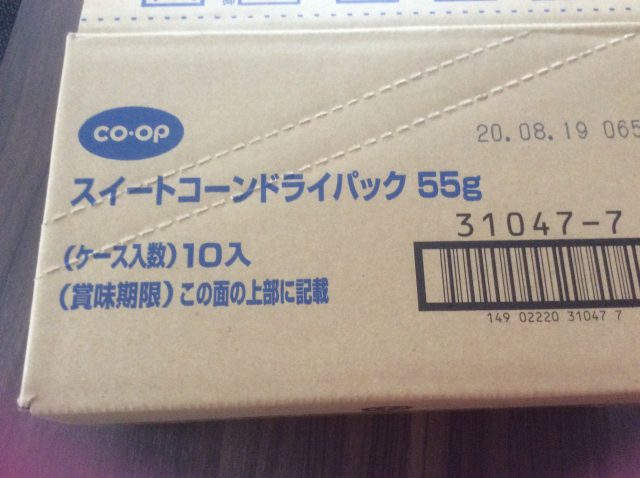 CO·OP
20.08.19 065
スイートコーンドライパック 55g
31047-7
(ケース入数) 10入
(賞味期限) この面の上部に記載
149 02220 31047 7